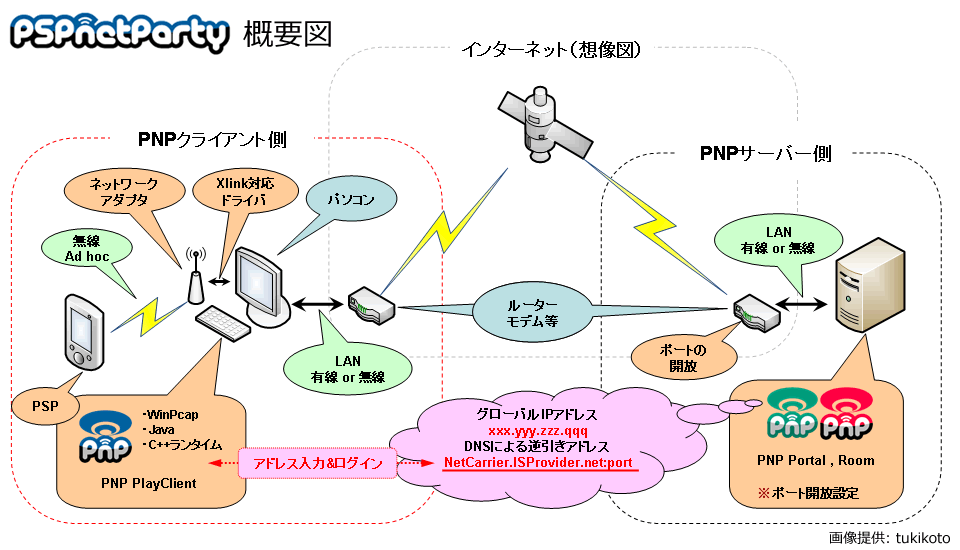 PSPnetParty 概要図
インターネット(想像図)
PNPクライアント側
PNPサーバー側
ネットワーク
アダプタ
Xlink対応
ドライバ
パソコン
無線
Ad hoc
LAN
有線 or 無線
ルーター
モデム等
ポートの
開放
LAN
有線 or 無線
PSP
PNP
・WinPcap
・Java
・C++ランタイム
PNP PlayClient
アドレス入力&ログイン
グローバルIPアドレス
xxx.yyy.zzz.qqq
DNSによる逆引きアドレス
NetCarrier.ISProvider.net:port
PNP PNP
PNP Portal , Room
※ポート開放設定
画像提供: tukikoto